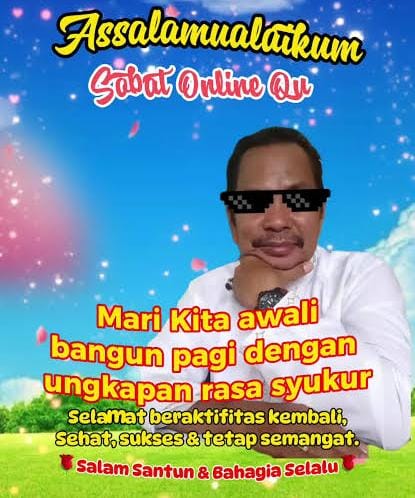 Assalamualaikum
Sobat Online Qu
Mari Kita awali
bangun pagi dengan
ungkapan rasa syukur
Selamat beraktifitas kembali,
Sehat, sukses & tetap semangat.
Salam Santun & Bahagia Selalu